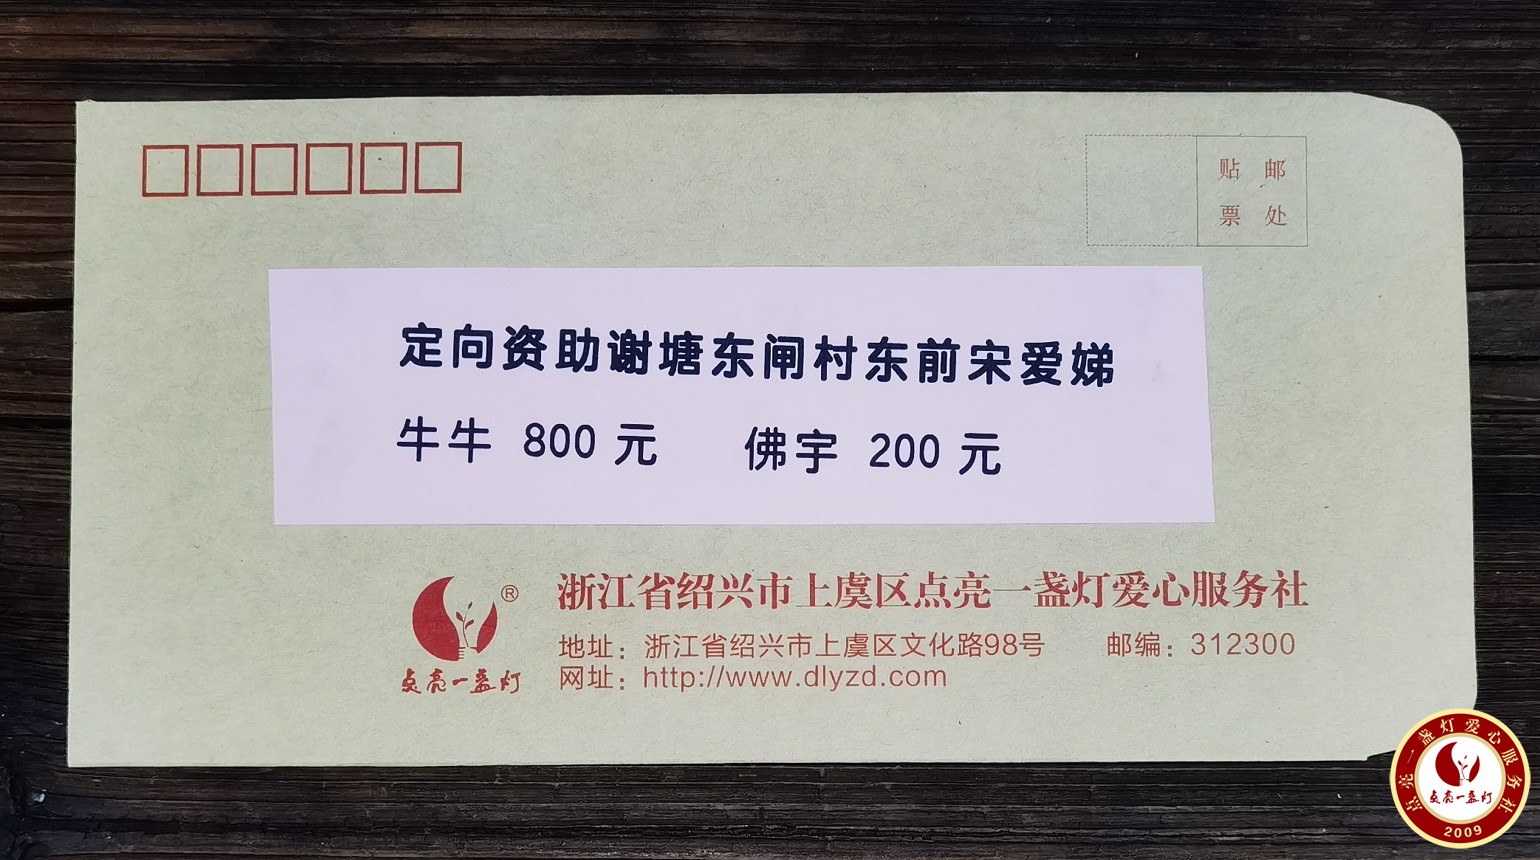 贴 邮
票 处
定向资助谢塘东闸村东前宋爱娣
牛牛 800 元 佛宇 200 元
®
点亮一盏灯
浙江省绍兴市上虞区点亮一盏灯爱心服务社
地址：浙江省绍兴市上虞区文化路98号 邮编：312300
网址：http://www.dlyzd.com
点亮一盏灯爱心服务社
点亮一盏灯
2009